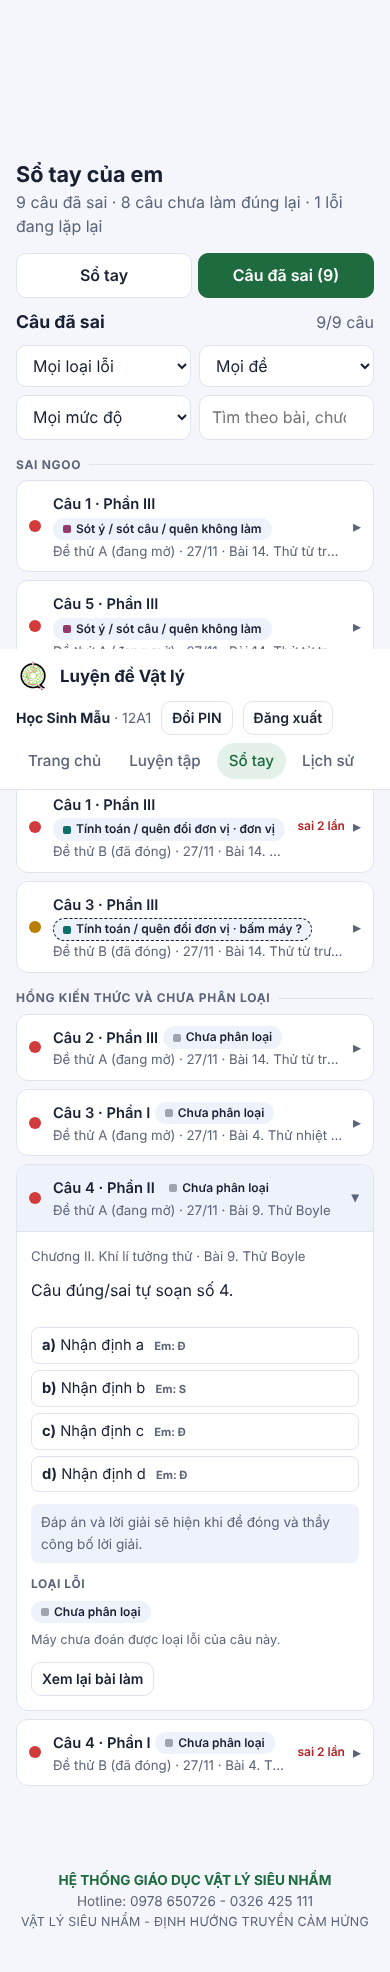 Sổ tay của em
9 câu đã sai · 8 câu chưa làm đúng lại · 1 lỗi
đang lặp lại
Sổ tay
Câu đã sai (9)
Câu đã sai
9/9 câu
Mọi loại lỗi
Mọi đề
Mọi mức độ
Tìm theo bài, chươ
SAI NGOO
Câu 1 · Phần III
Sót ý / sót câu / quên không làm
Đề thử A (đang mở) · 27/11 · Bài 14. Thử từ tr...
Câu 5 · Phần III
Sót ý / sót câu / quên không làm
Luyện đề Vật lý
Học Sinh Mẫu · 12A1
Đổi PIN
Đăng xuất
Trang chủ
Luyện tập
Sổ tay
Lịch sử
Câu 1 · Phần III
Tính toán / quên đổi đơn vị · đơn vị
sai 2 lần
Đề thử B (đã đóng) · 27/11 · Bài 14. ...
Câu 3 · Phần III
Tính toán / quên đổi đơn vị · bấm máy ?
Đề thử B (đã đóng) · 27/11 · Bài 14. Thử từ trư...
HỔNG KIẾN THỨC VÀ CHƯA PHÂN LOẠI
Câu 2 · Phần III Chưa phân loại
Đề thử A (đang mở) · 27/11 · Bài 14. Thử từ tr...
Câu 3 · Phần I Chưa phân loại
Đề thử A (đang mở) · 27/11 · Bài 4. Thử nhiệt ...
Câu 4 · Phần II Chưa phân loại
Đề thử A (đang mở) · 27/11 · Bài 9. Thử Boyle
Chương II. Khí lí tưởng thử · Bài 9. Thử Boyle
Câu đúng/sai tự soạn số 4.
a) Nhận định a Em: Đ
b) Nhận định b Em: S
c) Nhận định c Em: Đ
d) Nhận định d Em: Đ
Đáp án và lời giải sẽ hiện khi đề đóng và thầy
công bố lời giải.
LOẠI LỖI
Chưa phân loại
Máy chưa đoán được loại lỗi của câu này.
Xem lại bài làm
Câu 4 · Phần I Chưa phân loại
sai 2 lần
Đề thử B (đã đóng) · 27/11 · Bài 4. T...
HỆ THỐNG GIÁO DỤC VẬT LÝ SIÊU NHẨM
Hotline: 0978 650726 - 0326 425 111
VẬT LÝ SIÊU NHẨM - ĐỊNH HƯỚNG TRUYỀN CẢM HỨNG